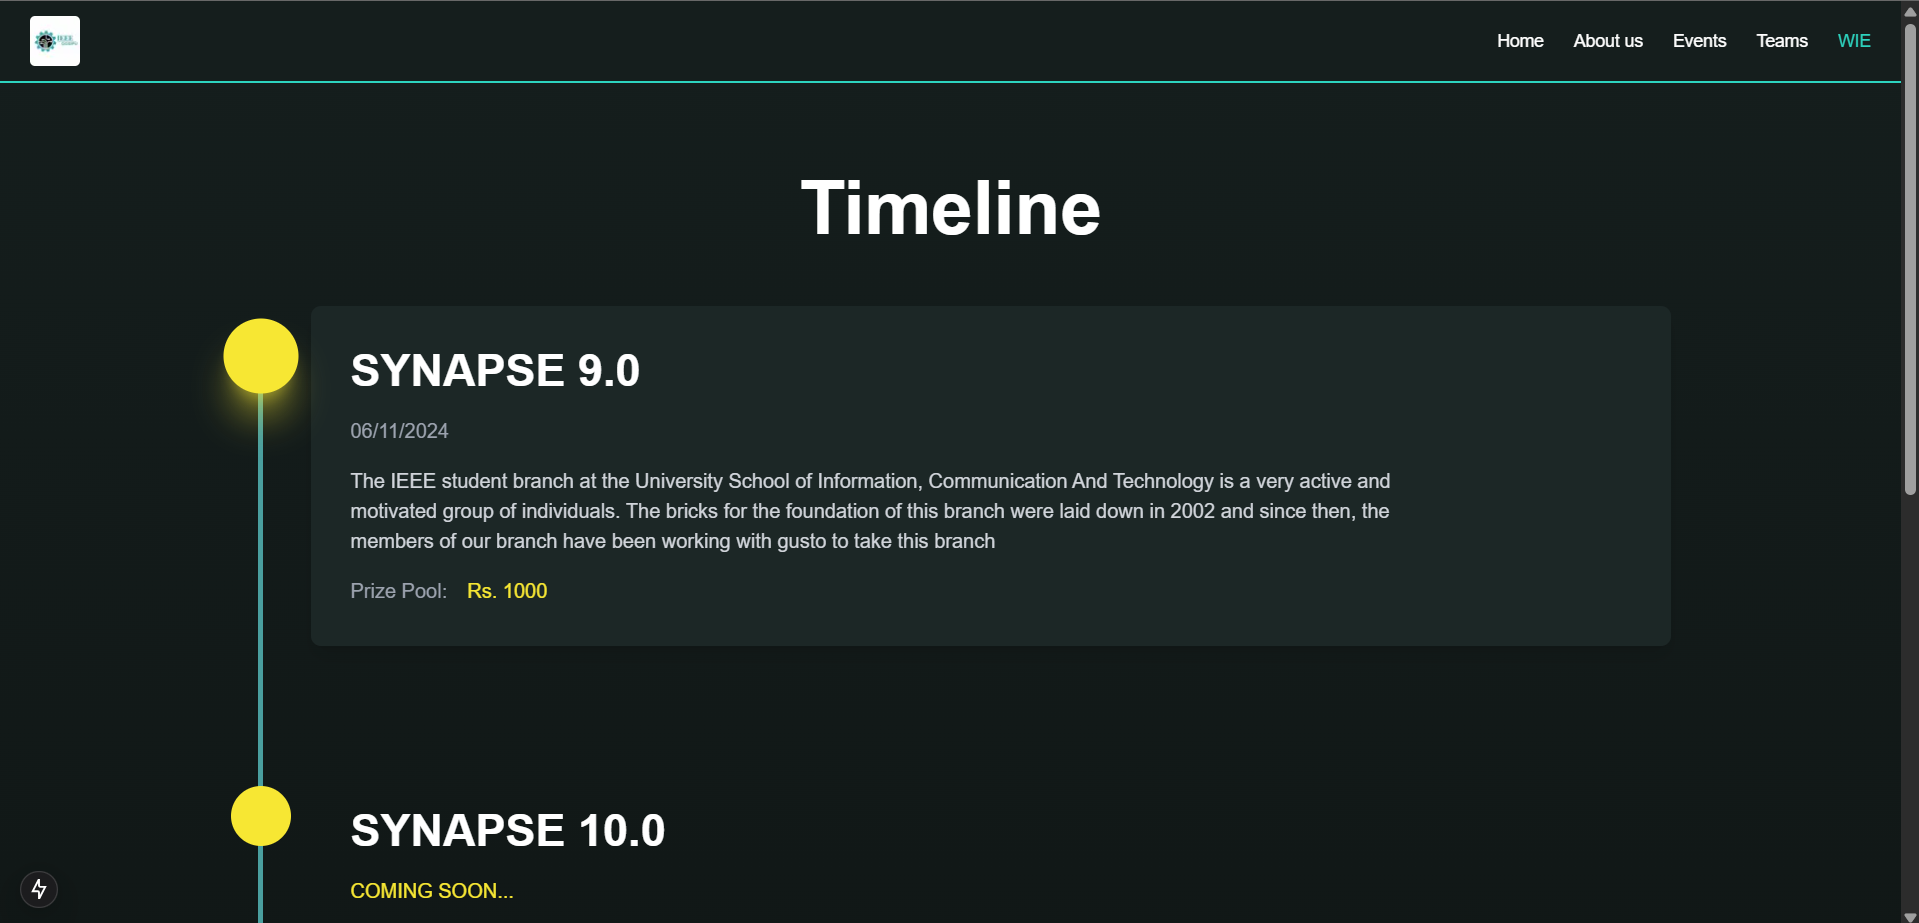 IEEE
Home
About us
Events
Teams
WIE
Timeline
SYNAPSE 9.0
06/11/2024
The IEEE student branch at the University School of Information, Communication And Technology is a very active and
motivated group of individuals. The bricks for the foundation of this branch were laid down in 2002 and since then, the
members of our branch have been working with gusto to take this branch
Prize Pool: Rs. 1000
SYNAPSE 10.0
COMING SOON...